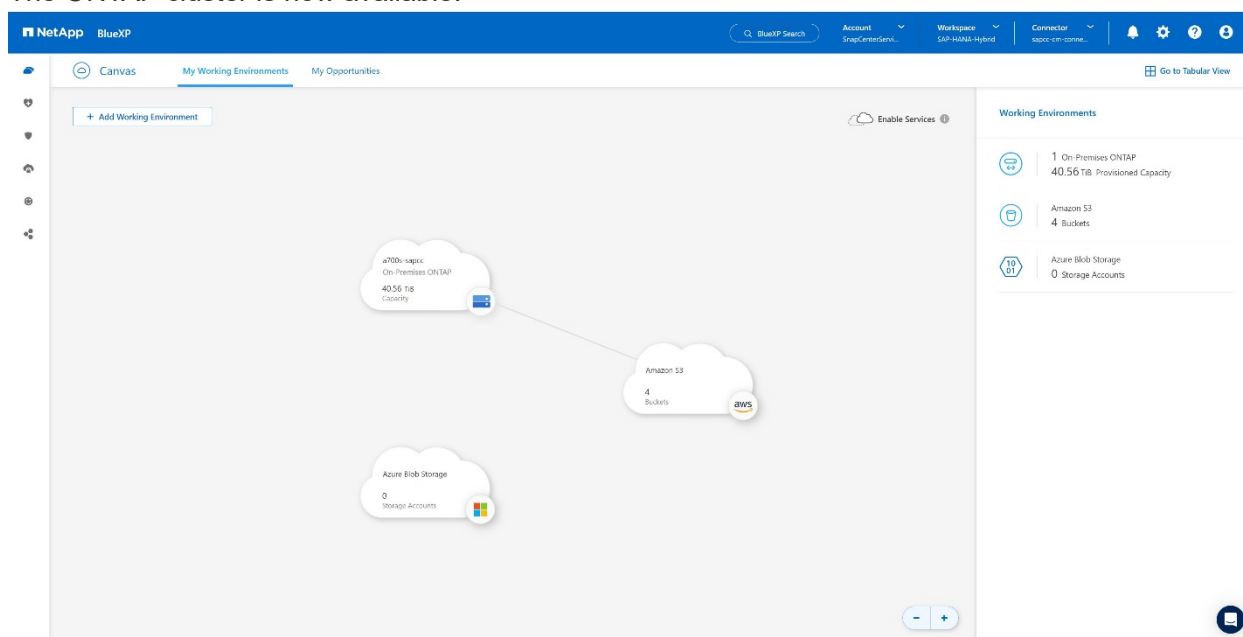 The ONTAP cluster is now available.
NetApp BlueXP
BlueXP Search
Account
SnapCenterServi...
Workspace
SAP-HANA-Hybrid
Connector
sapcc-cm-conne...
Canvas
My Working Environments
My Opportunities
Go to Tabular View
+ Add Working Environment
Enable Services
Working Environments
1 On-Premises ONTAP
40.56 TiB Provisioned Capacity
Amazon S3
4 Buckets
Azure Blob Storage
0 Storage Accounts
a700s-sapcc
On-Premises ONTAP
40.56 TiB
Capacity
Amazon S3
4
Buckets
aws
Azure Blob Storage
0
Storage Accounts
- +